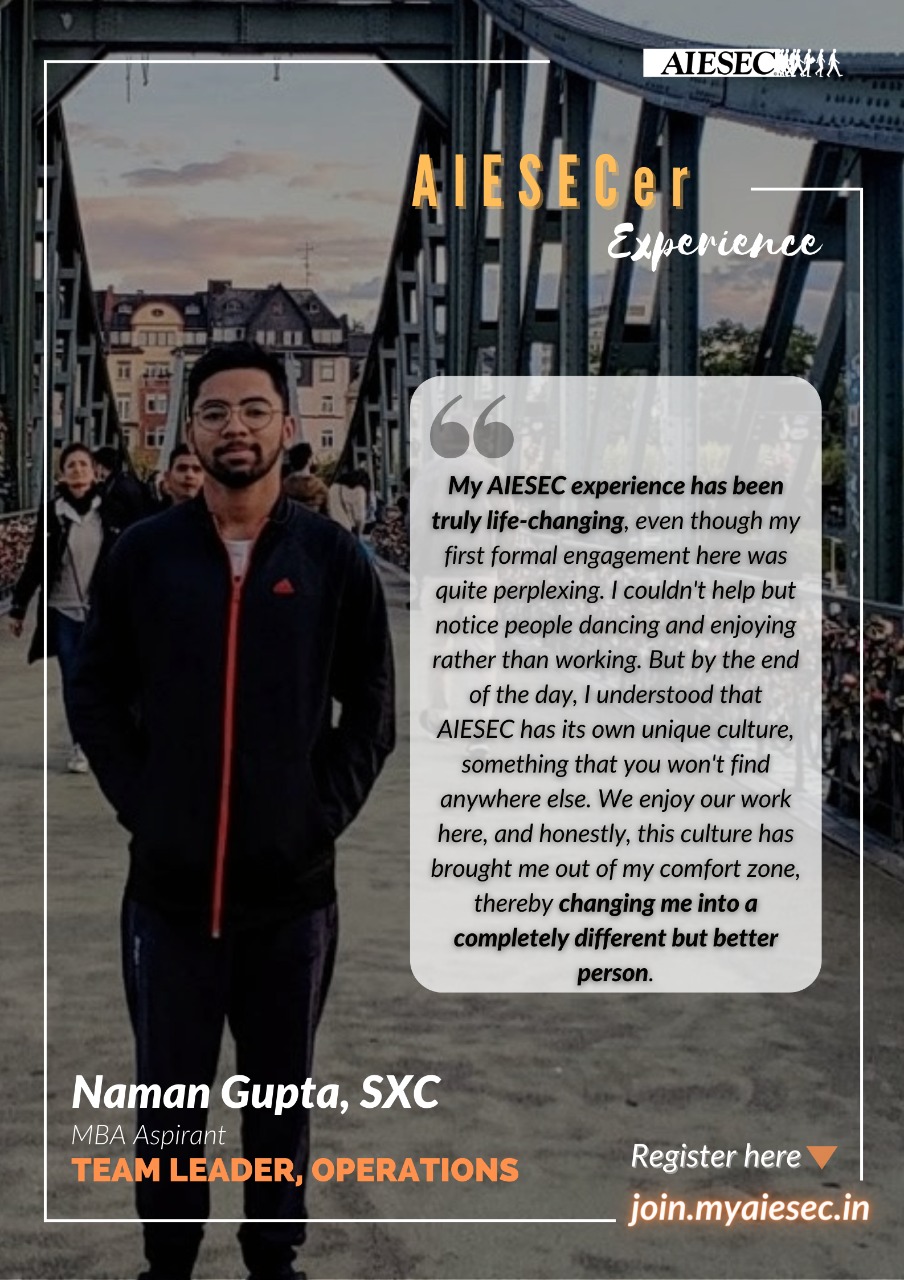 AIESEC
AIESECer
Experience
My AIESEC experience has been
truly life-changing, even though my
first formal engagement here was
quite perplexing. I couldn't help but
notice people dancing and enjoying
rather than working. But by the end
of the day, I understood that
AIESEC has its own unique culture,
something that you won't find
anywhere else. We enjoy our work
here, and honestly, this culture has
brought me out of my comfort zone,
thereby changing me into a
completely different but better
person.
Naman Gupta, SXC
MBA Aspirant
TEAM LEADER, OPERATIONS
Register here
join.myaiesec.in